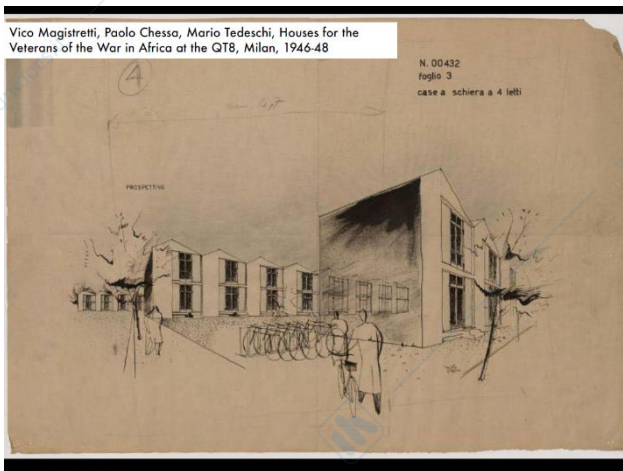 Vico Magistretti, Paolo Chessa, Mario Tedeschi, Houses for the
Veterans of the War in Africa at the QT8, Milan, 1946-48
N. 00432
foglio 3
case a schiera a 4 letti
4
PROSPETTIVA